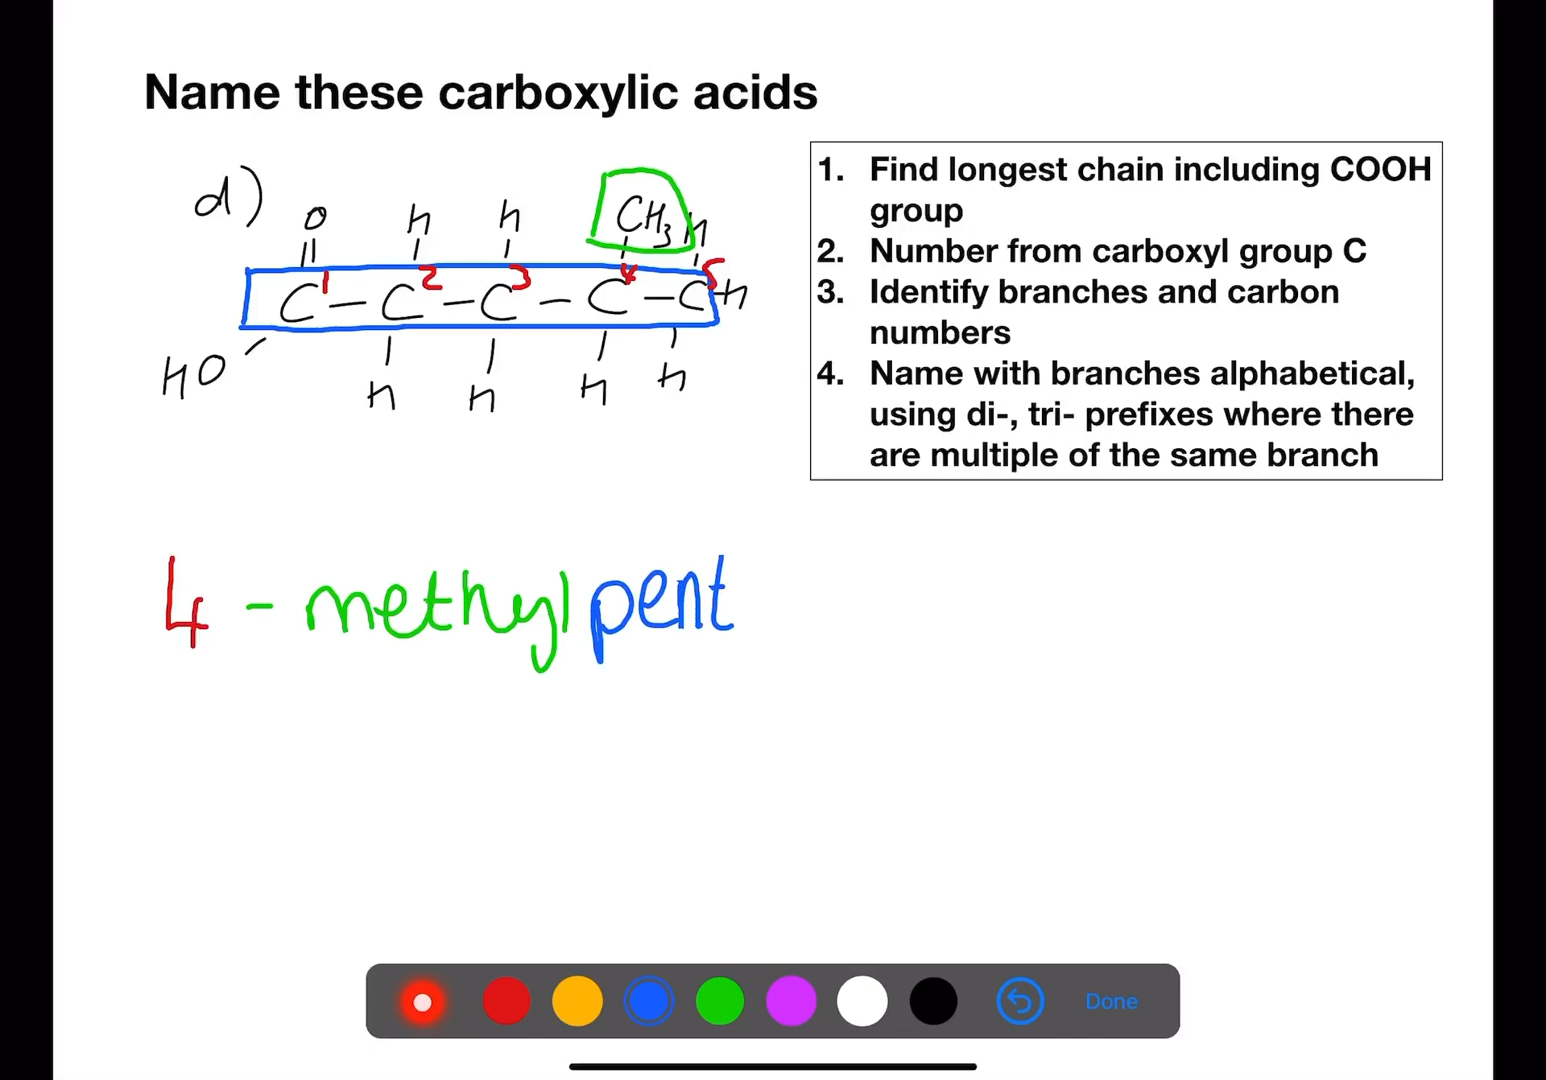 Name these carboxylic acids
d)
O H H CH3 H
C1 - C2 - C3 - C4 - C5 - H
HO H H H H
1. Find longest chain including COOH
group
2. Number from carboxyl group C
3. Identify branches and carbon
numbers
4. Name with branches alphabetical,
using di-, tri- prefixes where there
are multiple of the same branch
4 - methylpent
Done